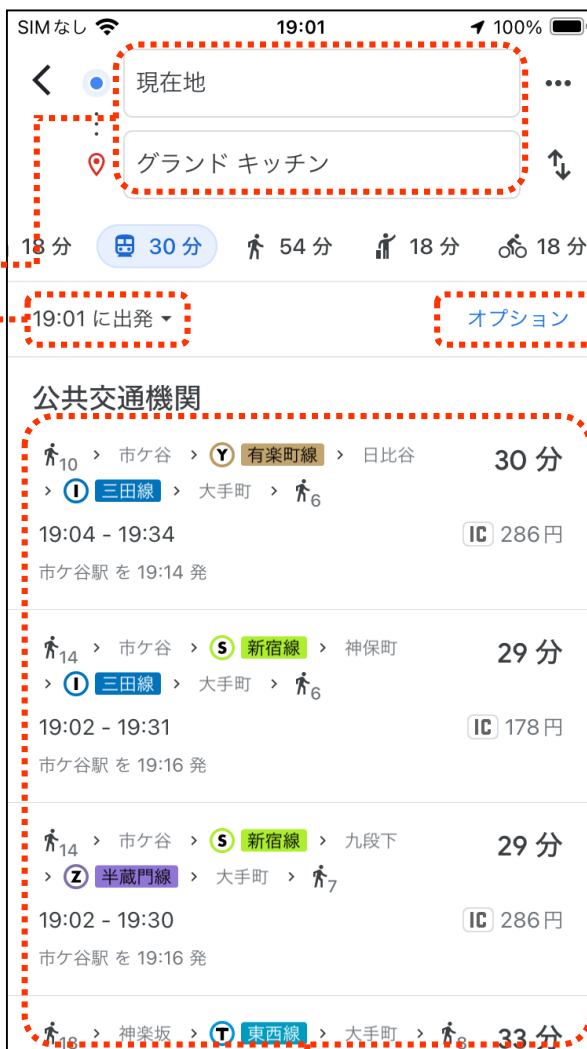 SIMなし 19:01 100%
現在地
グランド キッチン
18 分 30 分 54 分 18 分 18 分
19:01 に出発 オプション
公共交通機関
10 市ケ谷 Y 有楽町線 日比谷 30 分
I 三田線 大手町 6
19:04 - 19:34 IC 286円
市ケ谷駅 を 19:14 発
14 市ケ谷 S 新宿線 神保町 29 分
I 三田線 大手町 6
19:02 - 19:31 IC 178円
市ケ谷駅 を 19:16 発
14 市ケ谷 S 新宿線 九段下 29 分
Z 半蔵門線 大手町 7
19:02 - 19:30 IC 286円
市ケ谷駅 を 19:16 発
神楽坂 T 東西線 大手町 33 分